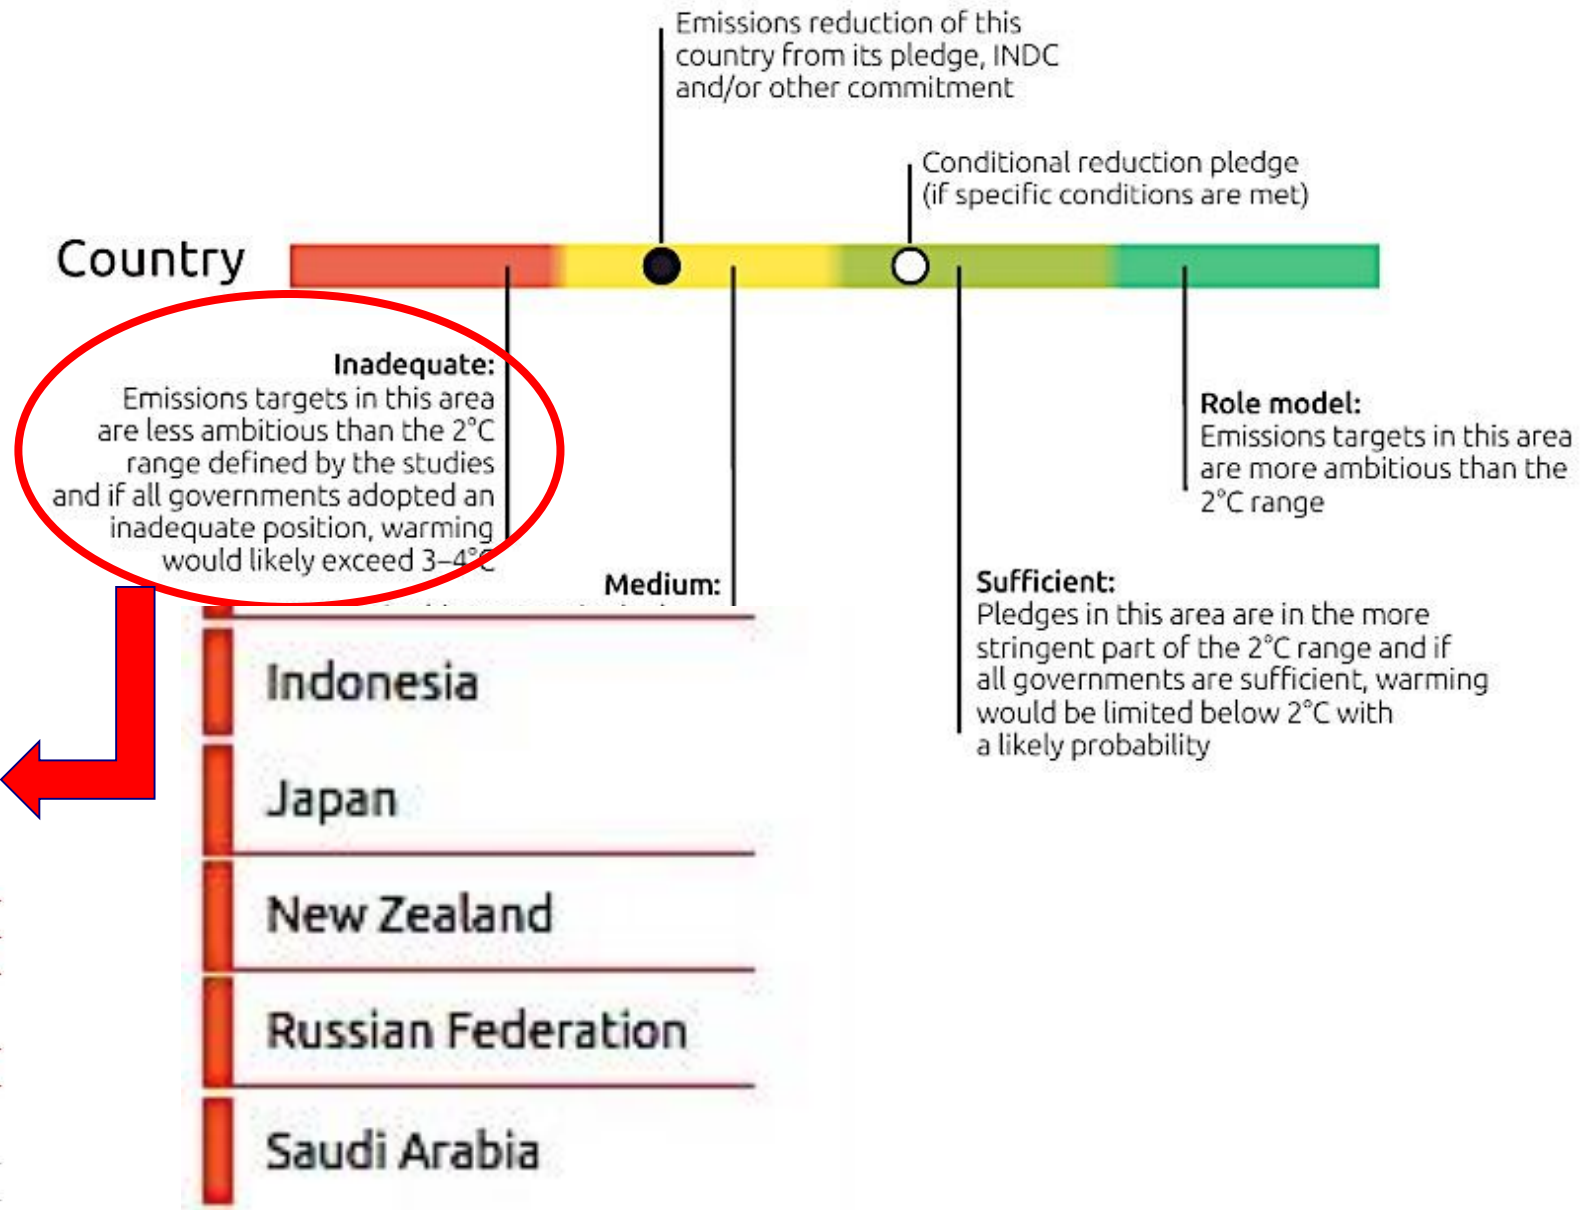 Emissions reduction of this
country from its pledge, INDC
and/or other commitment
Conditional reduction pledge
(if specific conditions are met)
Country
Inadequate:
Emissions targets in this area
are less ambitious than the 2°C
range defined by the studies
and if all governments adopted an
inadequate position, warming
would likely exceed 3–4°C
Medium:
Role model:
Emissions targets in this area
are more ambitious than the
2°C range
Sufficient:
Pledges in this area are in the more
stringent part of the 2°C range and if
all governments are sufficient, warming
would be limited below 2°C with
a likely probability
Indonesia
Japan
New Zealand
Russian Federation
Saudi Arabia